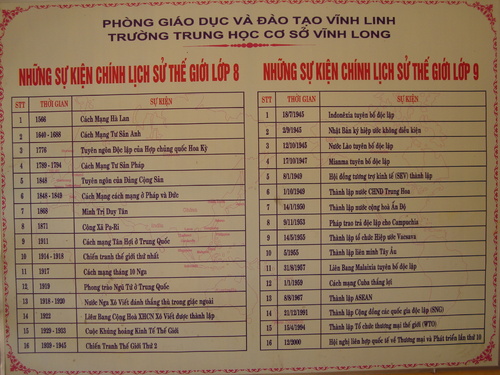 PHÒNG GIÁO DỤC VÀ ĐÀO TẠO VĨNH LINH
TRƯỜNG TRUNG HỌC CƠ SỞ VĨNH LONG
NHỮNG SỰ KIỆN CHÍNH LỊCH SỬ THẾ GIỚI LỚP 8
STT THỜI GIAN SỰ KIỆN
1 1566 Cách Mạng Hà Lan
2 1640 - 1688 Cách Mạng Tư Sản Anh
3 1776 Tuyên ngôn Độc lập của Hợp chủng quốc Hoa Kỳ
4 1789 - 1794 Cách Mạng Tư Sản Pháp
5 1848 Tuyên ngôn của Đảng Cộng Sản
6 1848 - 1849 Cách Mạng cách mạng ở Pháp và Đức
7 1868 Minh Trị Duy Tân
8 1871 Công Xã Pa-Ri
9 1911 Cách mạng Tân Hợi ở Trung Quốc
10 1914 - 1918 Chiến tranh thế giới thứ nhất
11 1917 Cách mạng tháng 10 Nga
12 1919 Phong trào Ngũ Tứ ở Trung Quốc
13 1918 - 1920 Nước Nga Xô Viết đánh thắng thù trong giặc ngoài
14 1922 Liên Bang Cộng Hoà XHCN Xô Viết được thành lập
15 1929 - 1933 Cuộc Khủng hoảng Kinh Tế Thế Giới
16 1939 - 1945 Chiến Tranh Thế Giới Thứ 2
NHỮNG SỰ KIỆN CHÍNH LỊCH SỬ THẾ GIỚI LỚP 9
STT THỜI GIAN SỰ KIỆN
1 18/7/1945 Indonêxia tuyên bố độc lập
2 2/9/1945 Nhật Bản ký hiệp ước không điều kiện
3 12/10/1945 Nước Lào tuyên bố độc lập
4 17/10/1947 Mianma tuyên bố độc lập
5 8/1/1949 Hội đồng tương trợ kinh tế (SEV) thành lập
6 1/10/1949 Thành lập nước CHND Trung Hoa
7 14/1/1950 Thành lập nước cộng hoà Ấn Độ
8 9/11/1953 Pháp trao trả độc lập cho Campuchia
9 14/5/1955 Thành lập tổ chức Hiệp ước Vacsava
10 5/1955 Thành lập liên minh Tây Âu
11 31/8/1957 Liên Bang Malaixia tuyên bố độc lập
12 1/1/1959 Cách mạng Cuba thắng lợi
13 8/8/1967 Thành lập ASEAN
14 21/12/1991 Thành lập Cộng đồng các quốc gia độc lập (SNG)
15 15/4/1994 Thành lập Tổ chức thương mại thế giới (WTO)
16 12/2000 Hội nghị liên hợp quốc về Thương mại và Phát triển lần thứ 10